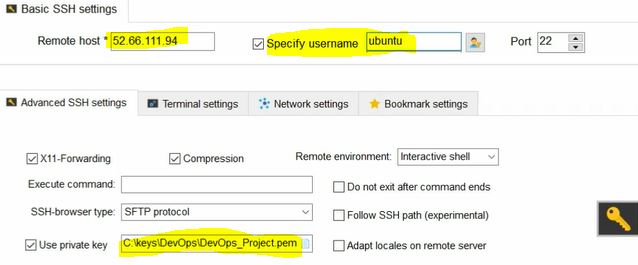 Basic SSH settings
Remote host * 52.66.111.94 Specify username ubuntu Port 22
Advanced SSH settings Terminal settings Network settings Bookmark settings
X11-Forwarding Compression Remote environment: Interactive shell
Execute command: Do not exit after command ends
SSH-browser type: SFTP protocol Follow SSH path (experimental)
Use private key C:\keys\DevOps\DevOps_Project.pem Adapt locales on remote server